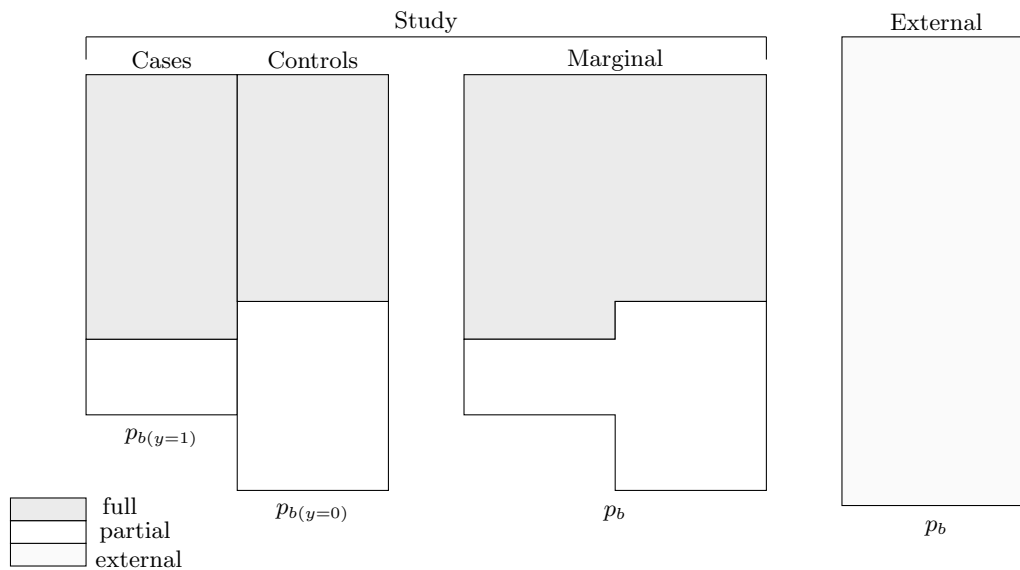 Study
External
Cases
Controls
Marginal
p_{b(y=1)}
p_{b(y=0)}
p_b
p_b
full
partial
external